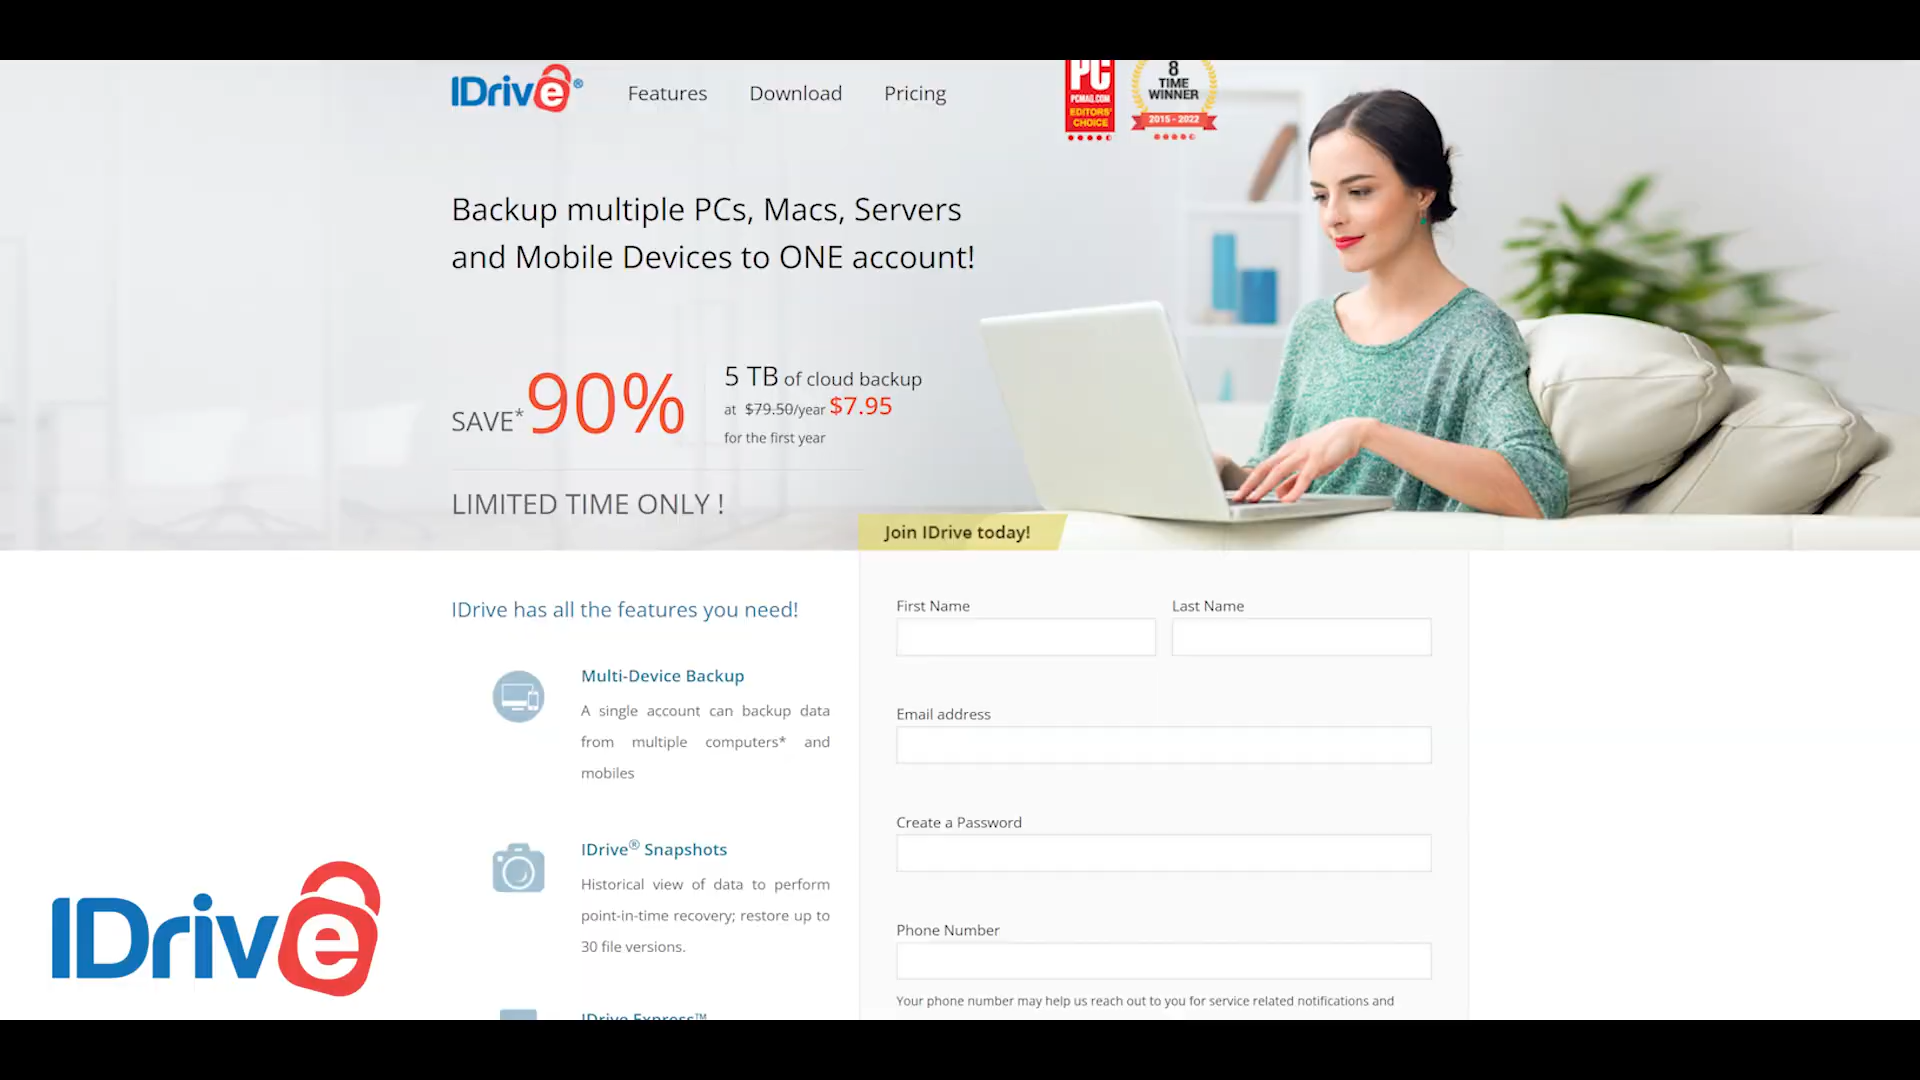 IDrive®
Features
Download
Pricing
PC
PCMAG.COM
EDITORS'
CHOICE
8
TIME
WINNER
2015 - 2022
Backup multiple PCs, Macs, Servers
and Mobile Devices to ONE account!
SAVE* 90%
5 TB of cloud backup
at $79.50/year $7.95
for the first year
LIMITED TIME ONLY !
Join IDrive today!
IDrive has all the features you need!
Multi-Device Backup
A single account can backup data
from multiple computers* and
mobiles
IDrive® Snapshots
Historical view of data to perform
point-in-time recovery; restore up to
30 file versions.
IDrive Express™
First Name
Last Name
Email address
Create a Password
Phone Number
Your phone number may help us reach out to you for service related notifications and
IDrive